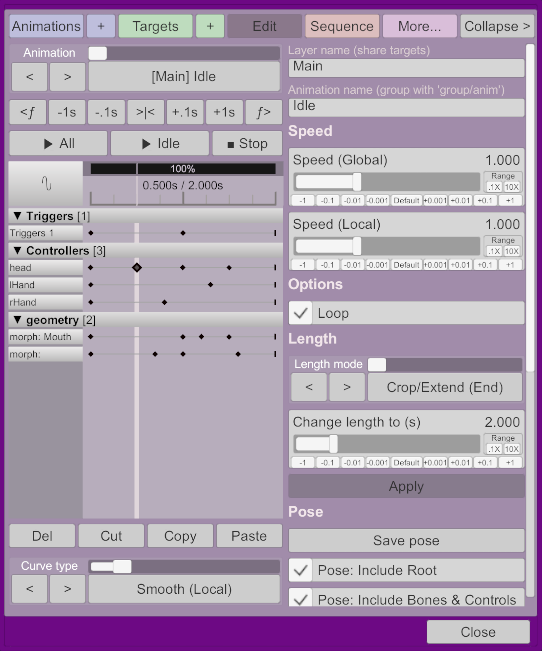 Animations + Targets + Edit Sequence More... Collapse >
Animation
< > [Main] Idle
<ƒ -1s -.1s >|< +.1s +1s ƒ>
▶ All ▶ Idle ■ Stop
100%
0.500s / 2.000s
▼ Triggers [1]
Triggers 1
▼ Controllers [3]
head
lHand
rHand
▼ geometry [2]
morph: Mouth
morph:
Del Cut Copy Paste
Curve type
< > Smooth (Local)
Layer name (share targets)
Main
Animation name (group with 'group/anim')
Idle
Speed
Speed (Global) 1.000
Range
.1X 10X
-1 -0.1 -0.01 -0.001 Default +0.001 +0.01 +0.1 +1
Speed (Local) 1.000
Range
.1X 10X
-1 -0.1 -0.01 -0.001 Default +0.001 +0.01 +0.1 +1
Options
Loop
Length
Length mode
< > Crop/Extend (End)
Change length to (s) 2.000
Range
.1X 10X
-1 -0.1 -0.01 -0.001 Default +0.001 +0.01 +0.1 +1
Apply
Pose
Save pose
Pose: Include Root
Pose: Include Bones & Controls
Close